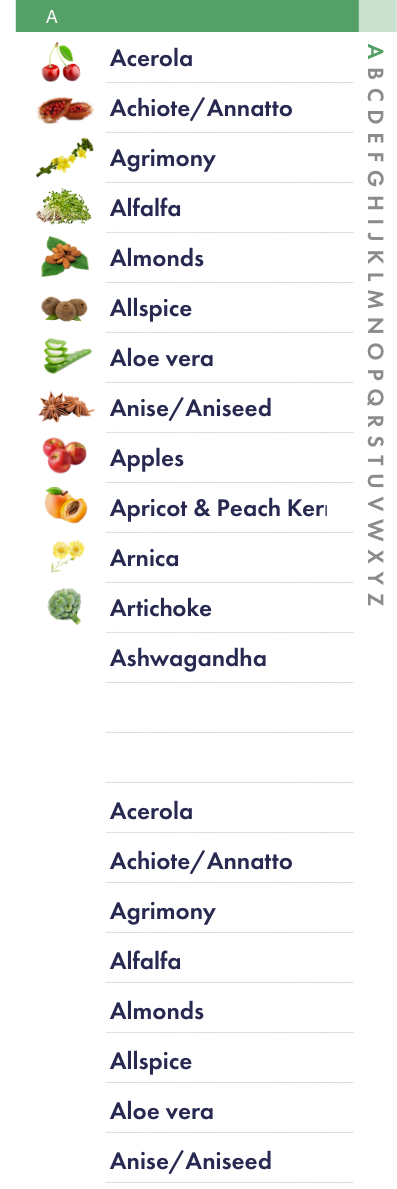 A
Acerola
Achiote/Annatto
Agrimony
Alfalfa
Almonds
Allspice
Aloe vera
Anise/Aniseed
Apples
Apricot & Peach Ker
Arnica
Artichoke
Ashwagandha
Acerola
Achiote/Annatto
Agrimony
Alfalfa
Almonds
Allspice
Aloe vera
Anise/Aniseed
A B C D E F G H I J K L M N O P Q R S T U V W X Y Z